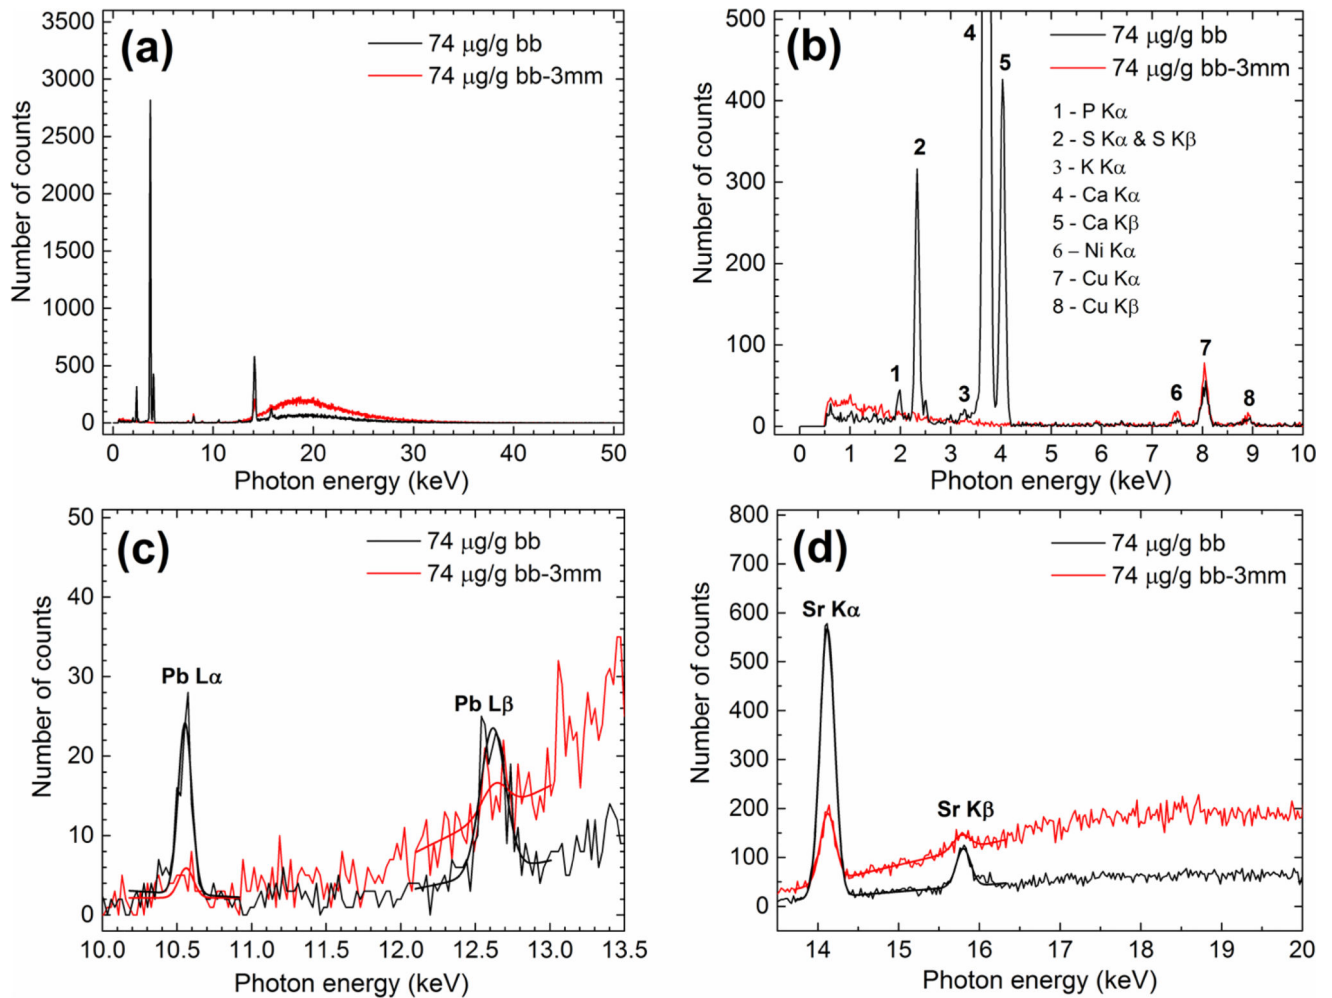 (a)
74 μg/g bb
74 μg/g bb-3mm
3500
3000
2500
2000
1500
1000
500
0
Number of counts
0 10 20 30 40 50
Photon energy (keV)
(b)
74 μg/g bb
74 μg/g bb-3mm
1 - P Kα
2 - S Kα & S Kβ
3 - K Kα
4 - Ca Kα
5 - Ca Kβ
6 – Ni Kα
7 - Cu Kα
8 - Cu Kβ
4
5
2
1
3
6
7
8
500
400
300
200
100
0
Number of counts
0 1 2 3 4 5 6 7 8 9 10
Photon energy (keV)
(c)
74 μg/g bb
74 μg/g bb-3mm
Pb Lα
Pb Lβ
50
40
30
20
10
0
Number of counts
10.0 10.5 11.0 11.5 12.0 12.5 13.0 13.5
Photon energy (keV)
(d)
74 μg/g bb
74 μg/g bb-3mm
Sr Kα
Sr Kβ
800
700
600
500
400
300
200
100
0
Number of counts
14 15 16 17 18 19 20
Photon energy (keV)